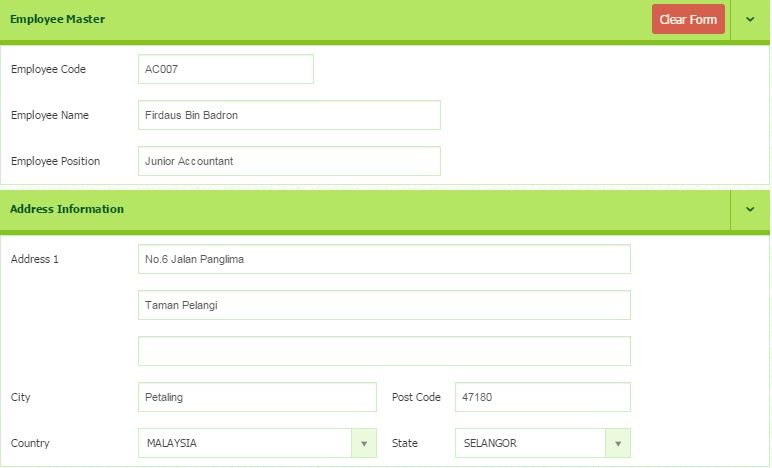 Employee Master Clear Form
Employee Code AC007
Employee Name Firdaus Bin Badron
Employee Position Junior Accountant
Address Information
Address 1 No.6 Jalan Panglima
Taman Pelangi
City Petaling Post Code 47180
Country MALAYSIA State SELANGOR